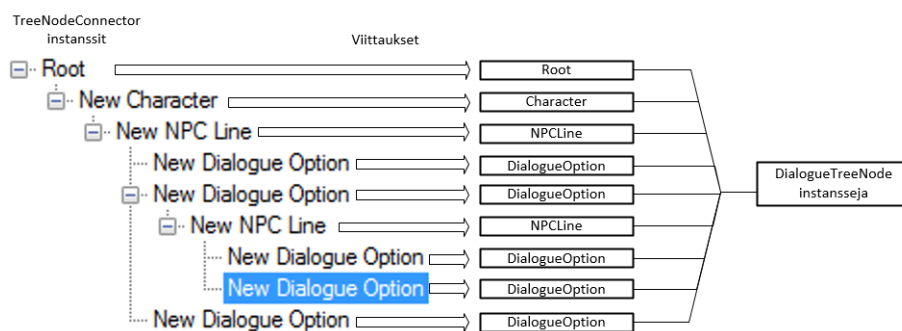 TreeNodeConnector
instanssit
Viittaukset
Root
Root
New Character
Character
New NPC Line
NPCLine
New Dialogue Option
DialogueOption
New Dialogue Option
DialogueOption
DialogueTreeNode
instansseja
New NPC Line
NPCLine
New Dialogue Option
DialogueOption
New Dialogue Option
DialogueOption
New Dialogue Option
DialogueOption